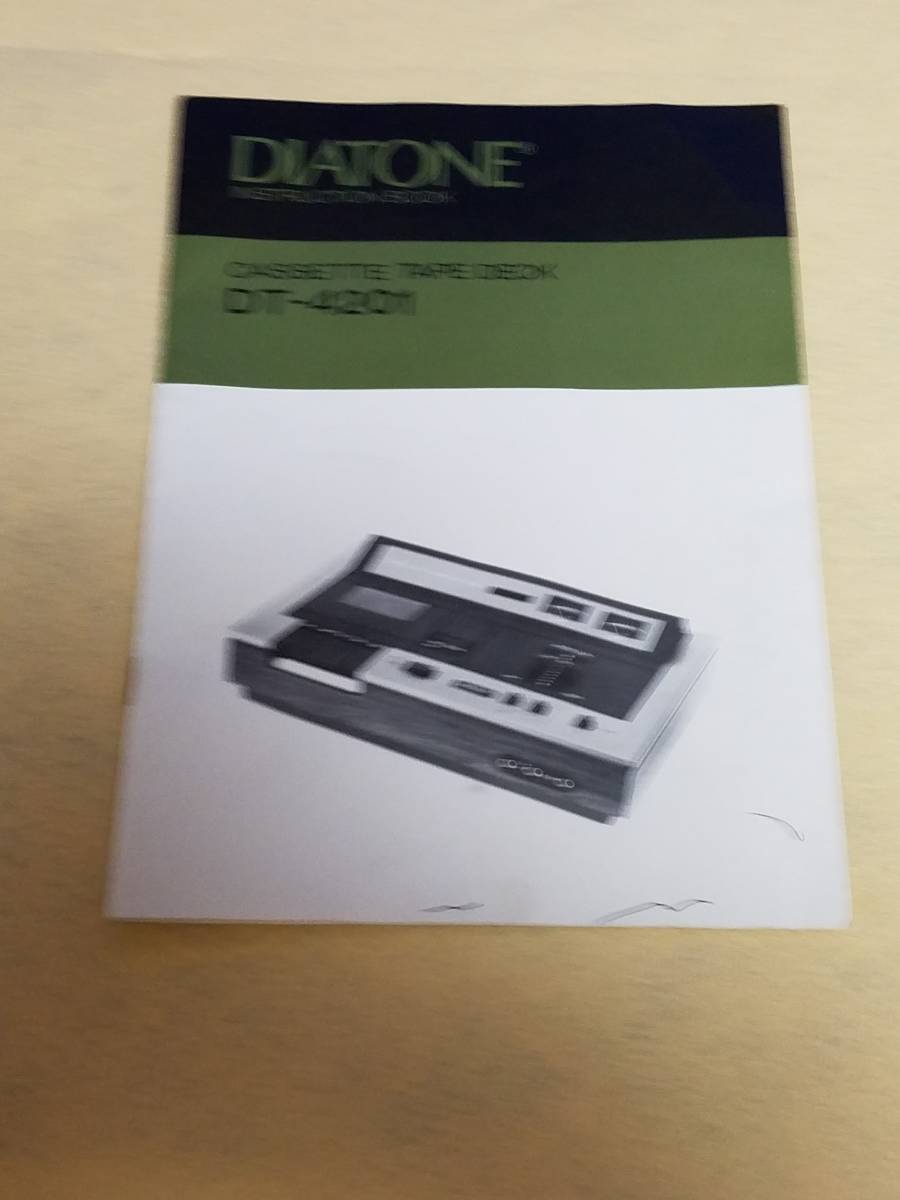 DIATONE®
INSTRUCTION BOOK
CASSETTE TAPE DECK
DT-4201